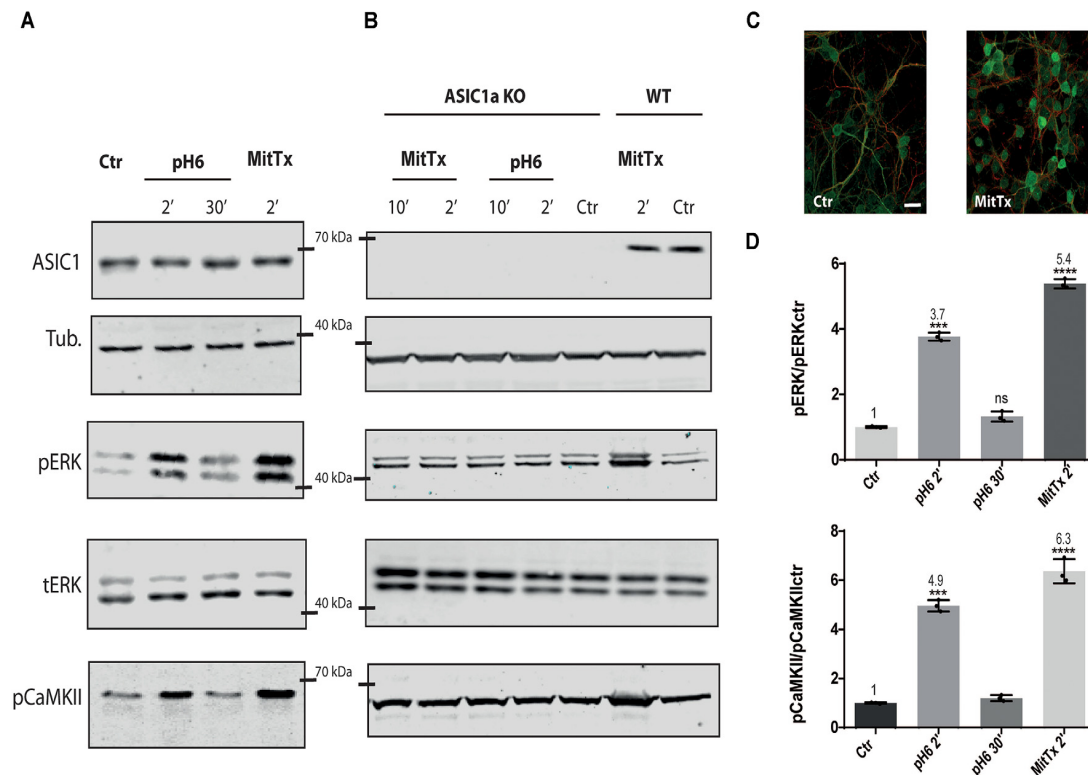 A
B
C
ASIC1a KO
WT
Ctr
pH6
MitTx
MitTx
pH6
MitTx
2'
30'
2'
10'
2'
10'
2'
Ctr
2'
Ctr
Ctr
MitTx
ASIC1
70 kDa
70 kDa
Tub.
40 kDa
40 kDa
pERK
40 kDa
40 kDa
tERK
40 kDa
40 kDa
pCaMKII
70 kDa
70 kDa
D
pERK/pERKctr
6
4
2
0
1
3.7
***
ns
5.4
****
Ctr
pH6 2'
pH6 30'
MitTx 2'
pCaMKII/pCaMKIIctr
8
6
4
2
0
1
4.9
***
6.3
****
Ctr
pH6 2'
pH6 30'
MitTx 2'